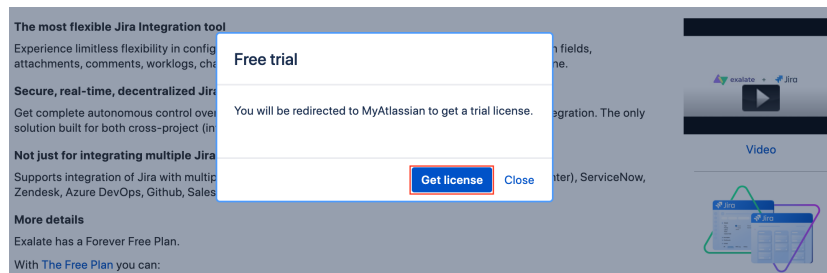 The most flexible Jira Integration tool
Experience limitless flexibility in config
n fields,
attachments, comments, worklogs, cha
ne.
Secure, real-time, decentralized Jira
Get complete autonomous control over
egration. The only
solution built for both cross-project (in
Not just for integrating multiple Jira
Supports integration of Jira with multip
nter), ServiceNow,
Zendesk, Azure DevOps, Github, Sales
More details
Exalate has a Forever Free Plan.
With The Free Plan you can:
Free trial
You will be redirected to MyAtlassian to get a trial license.
Get license
Close
exalate + Jira
Video
Jira
Jira